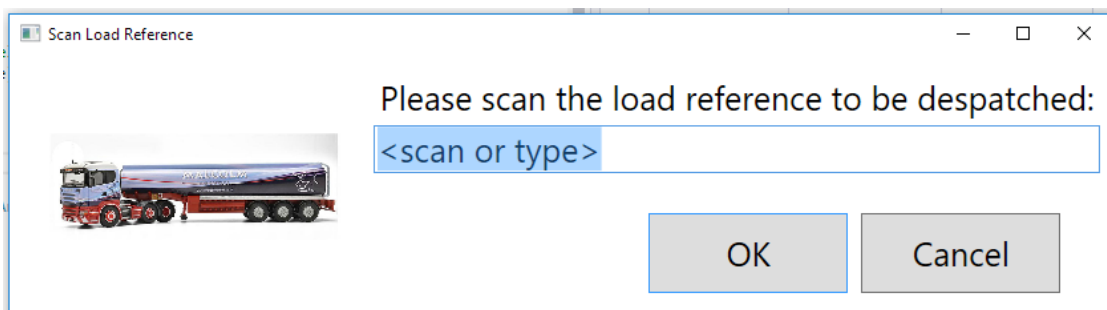 Scan Load Reference
Please scan the load reference to be despatched:
<scan or type>
OK
Cancel